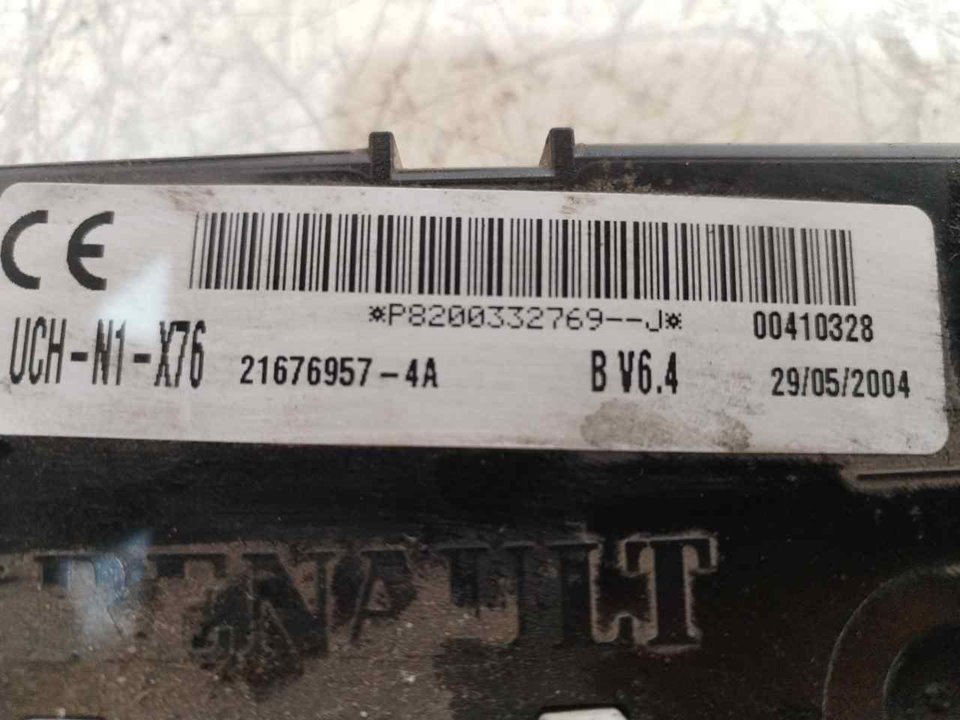 CE
*P8200332769--J*
00410328
UCH-N1-X76
21676957-4A
B V6.4
29/05/2004
RENAULT